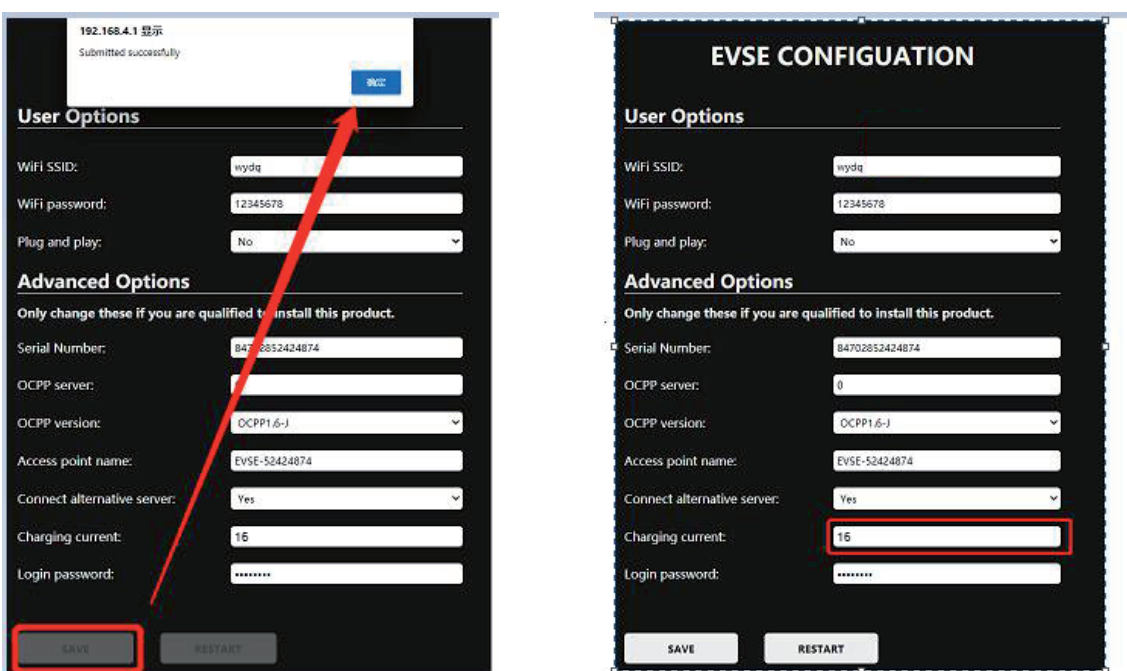 192.168.4.1 显示
Submitted successfully
确定
User Options
WiFi SSID:
wydq
WiFi password:
12345678
Plug and play:
No
Advanced Options
Only change these if you are qualified to install this product.
Serial Number:
84702852424874
OCPP server:
OCPP version:
OCPP1.6-J
Access point name:
EVSE-52424874
Connect alternative server:
Yes
Charging current:
16
Login password:
••••••••
SAVE
RESTART
EVSE CONFIGUATION
User Options
WiFi SSID:
wydq
WiFi password:
12345678
Plug and play:
No
Advanced Options
Only change these if you are qualified to install this product.
Serial Number:
84702852424874
OCPP server:
0
OCPP version:
OCPP1.6-J
Access point name:
EVSE-52424874
Connect alternative server:
Yes
Charging current:
16
Login password:
••••••••
SAVE
RESTART